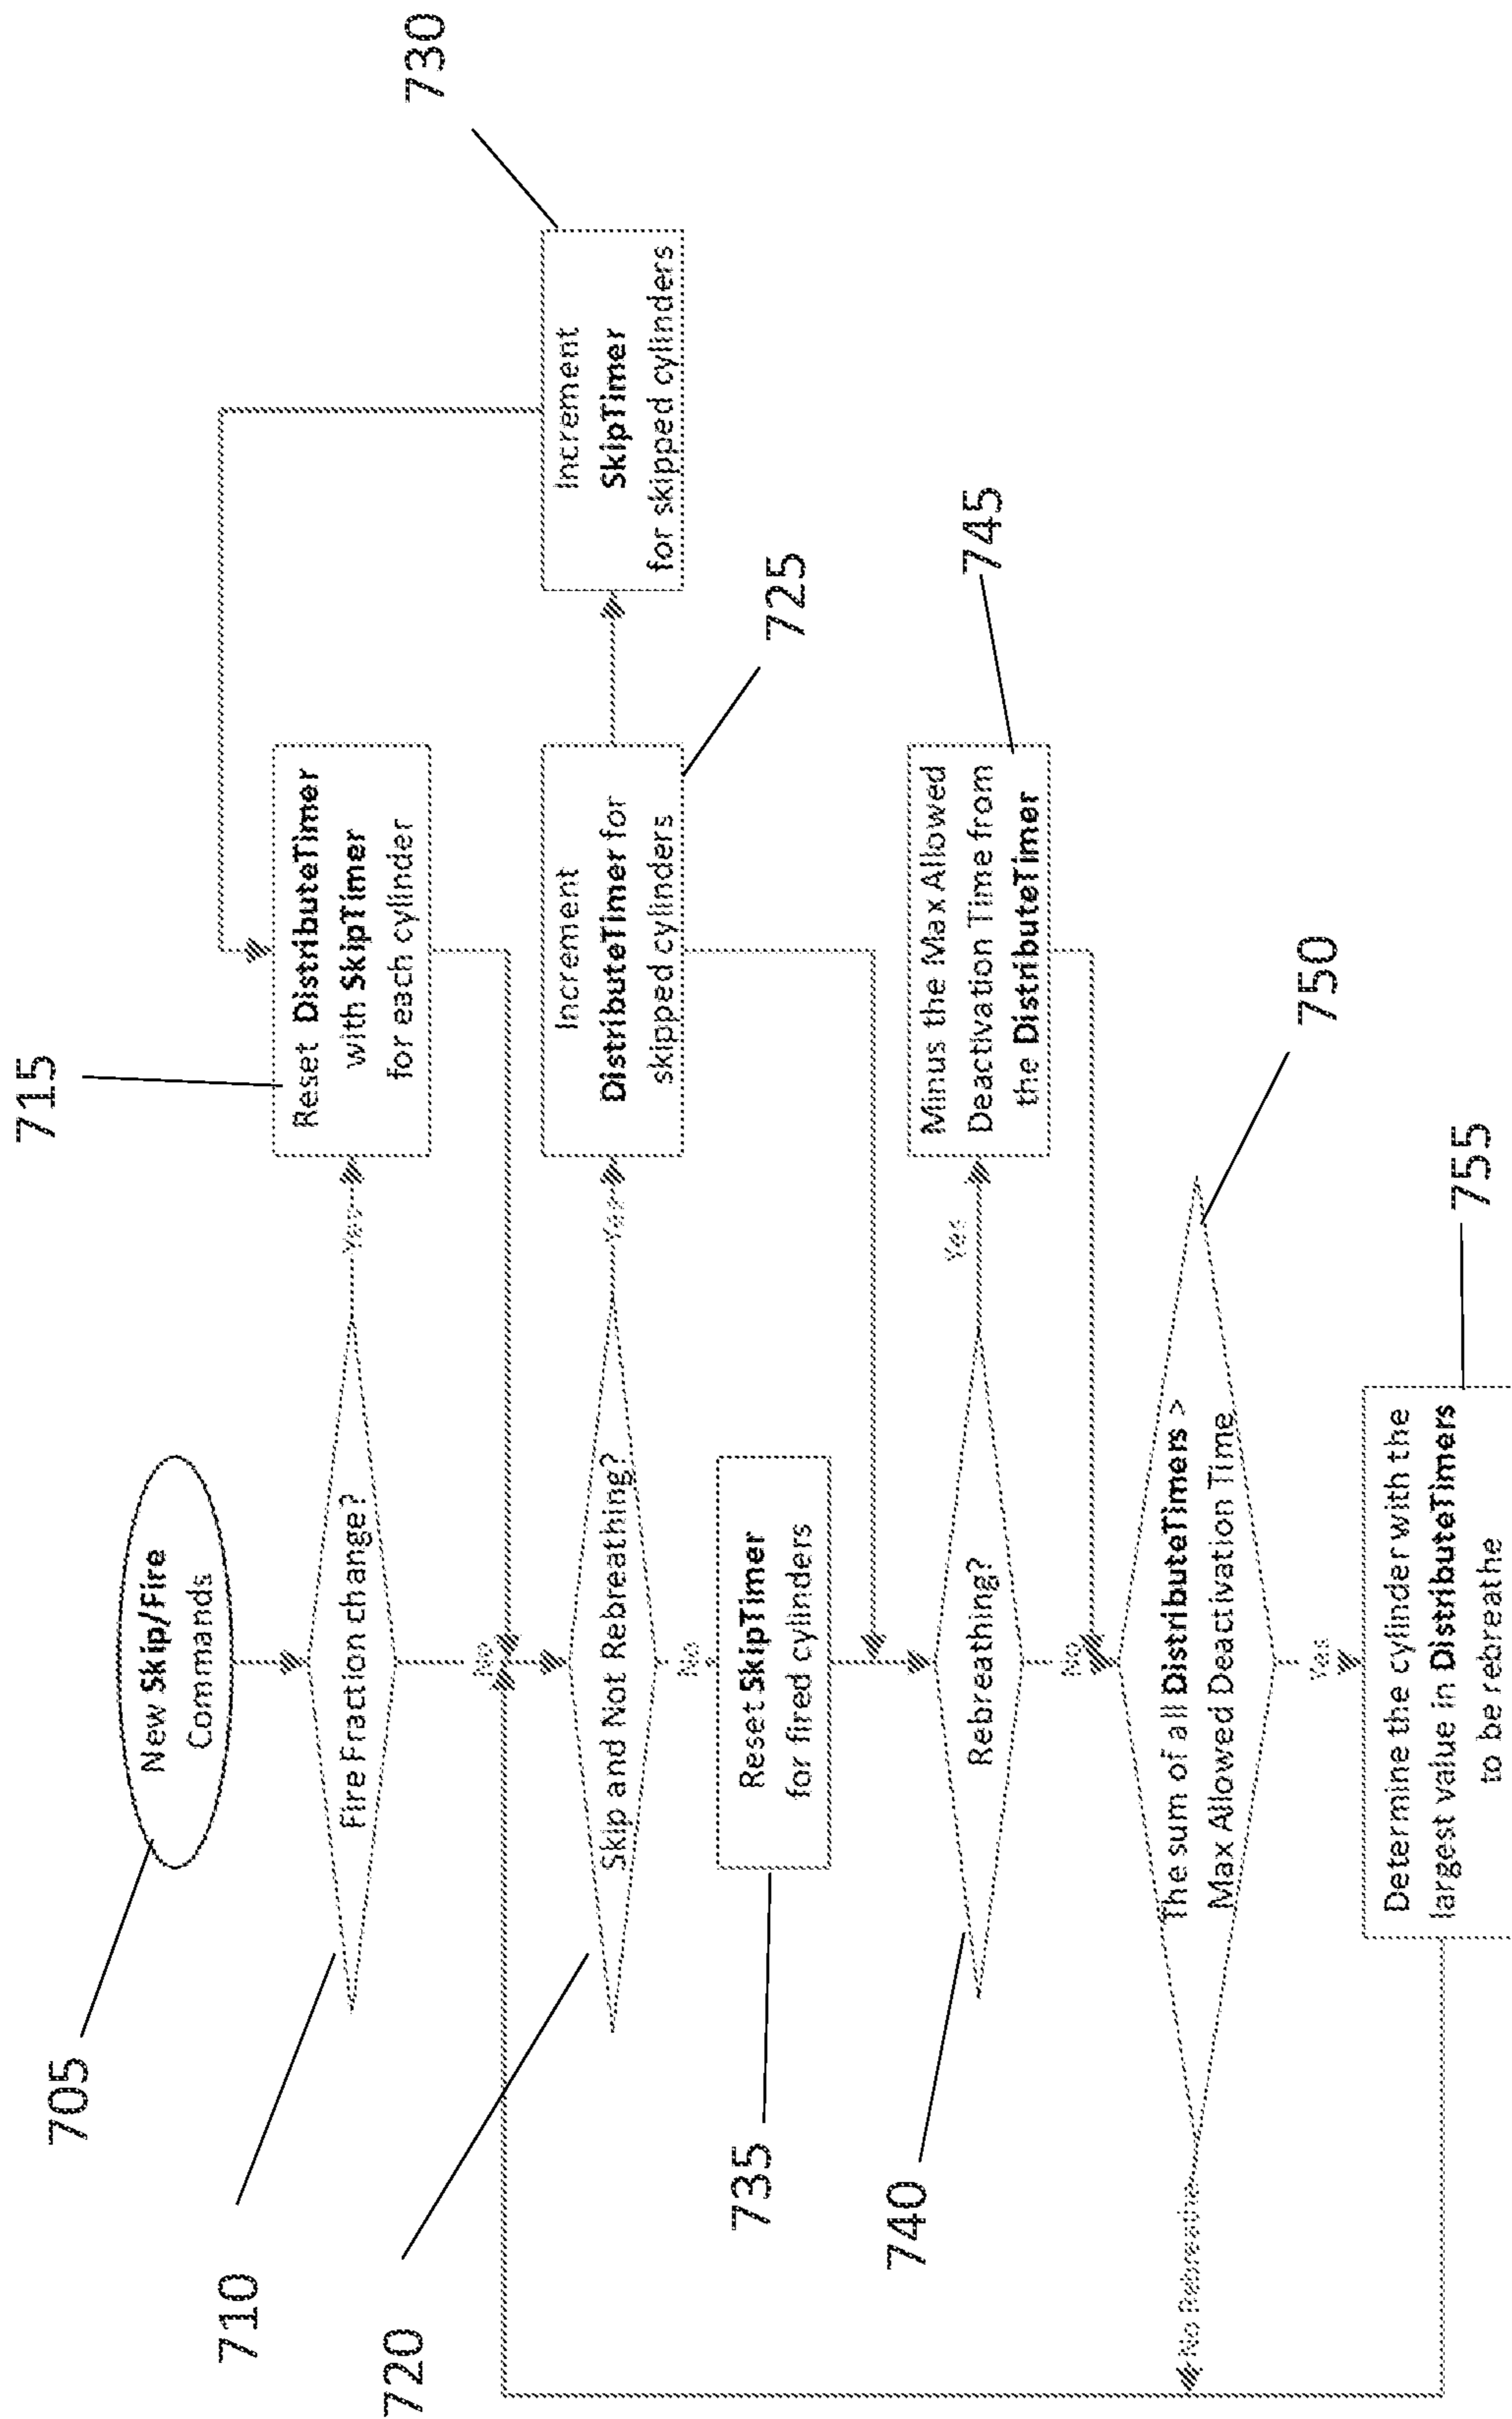 705
New Skip/Fire
Commands
710
Fire Fraction change?
Yes
715
Reset DistributeTimer
with SkipTimer
for each cylinder
No
720
Skip and Not Rebreathing?
Yes
Increment
DistributeTimer for
skipped cylinders
725
Increment
SkipTimer
for skipped cylinders
730
No
735
Reset SkipTimer
for fired cylinders
740
Rebreathing?
Yes
Minus the Max Allowed
Deactivation Time from
the DistributeTimer
745
No
The sum of all DistributeTimers >
Max Allowed Deactivation Time
750
No Rebreathe
Yes
Determine the cylinder with the
largest value in DistributeTimers
to be rebreathe
755